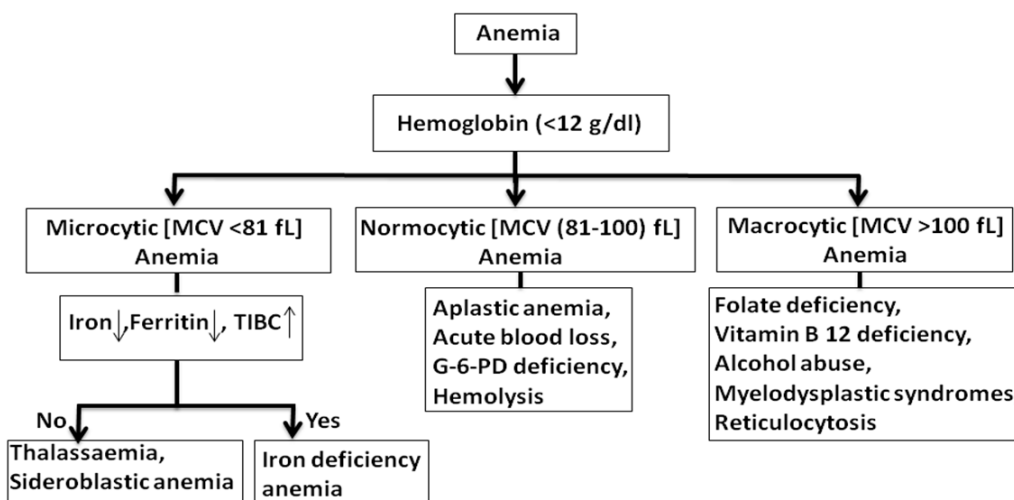 Anemia
Hemoglobin (<12 g/dl)
Microcytic [MCV <81 fL]
Anemia
Normocytic [MCV (81-100) fL]
Anemia
Macrocytic [MCV >100 fL]
Anemia
Iron↓,Ferritin↓, TIBC↑
Aplastic anemia,
Acute blood loss,
G-6-PD deficiency,
Hemolysis
Folate deficiency,
Vitamin B 12 deficiency,
Alcohol abuse,
Myelodysplastic syndromes
Reticulocytosis
No
Yes
Thalassaemia,
Sideroblastic anemia
Iron deficiency
anemia